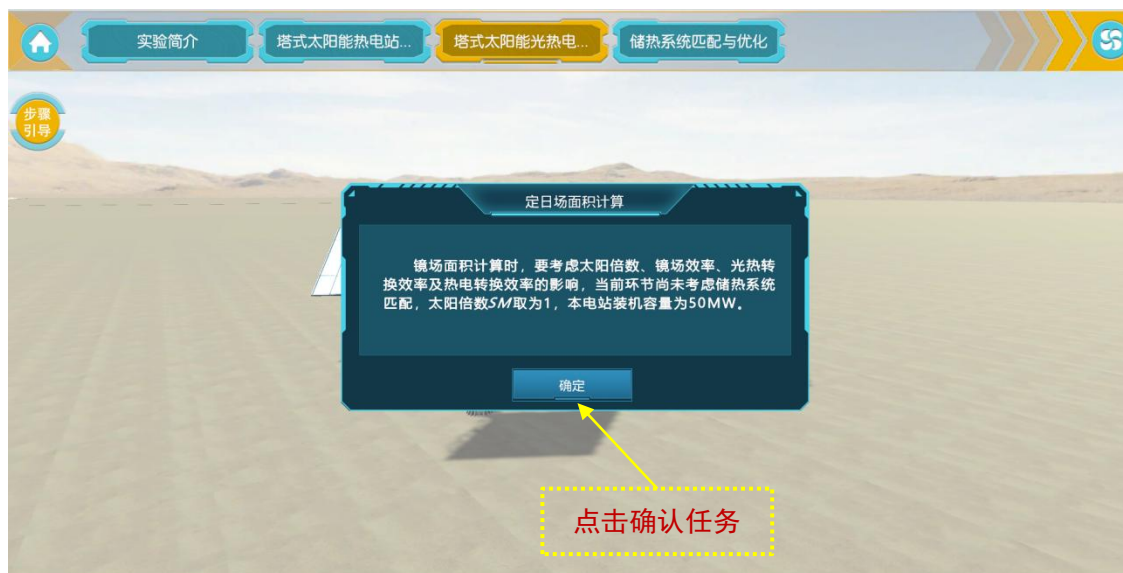 实验简介
塔式太阳能热电站...
塔式太阳能光热电...
储热系统匹配与优化
步骤
引导
定日场面积计算
镜场面积计算时，要考虑太阳倍数、镜场效率、光热转
换效率及热电转换效率的影响，当前环节尚未考虑储热系统
匹配，太阳倍数SM取为1，本电站装机容量为50MW。
确定
点击确认任务